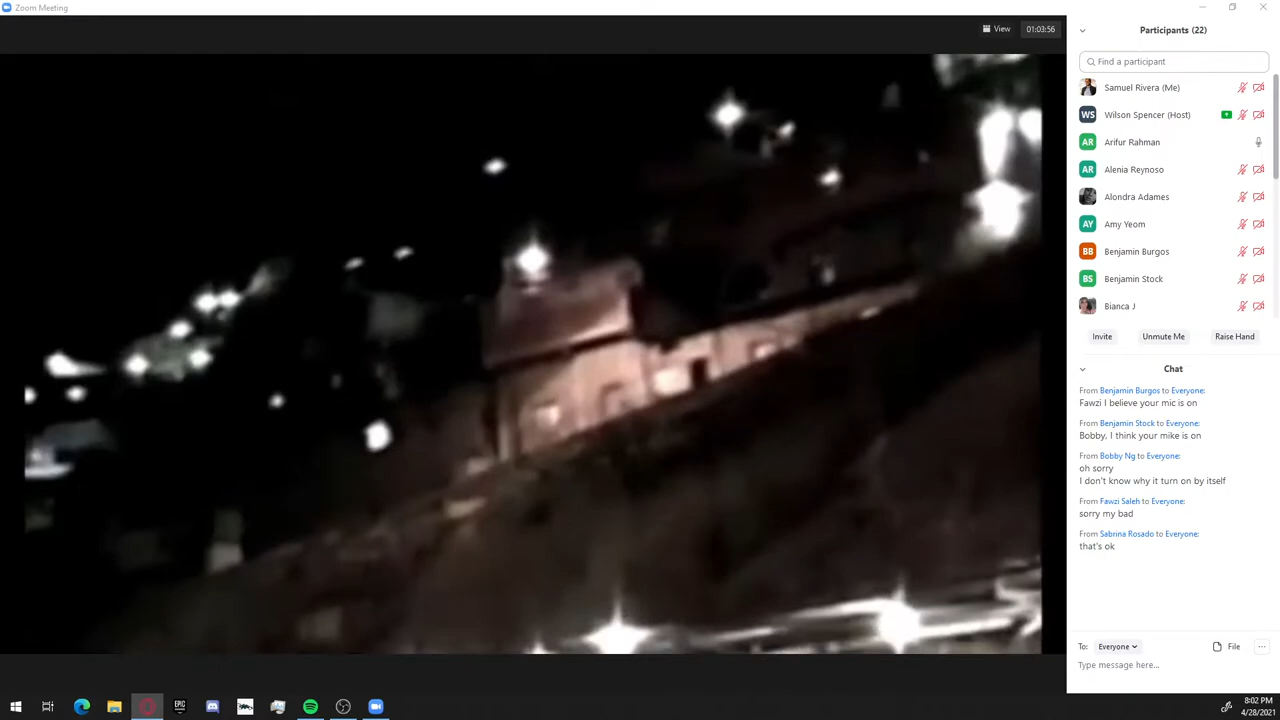 Zoom Meeting
View
01:03:56
Participants (22)
Find a participant
Samuel Rivera (Me)
WS Wilson Spencer (Host)
AR Arifur Rahman
AR Alenia Reynoso
Alondra Adames
AY Amy Yeom
BB Benjamin Burgos
BS Benjamin Stock
Bianca J
Invite Unmute Me Raise Hand
Chat
From Benjamin Burgos to Everyone:
Fawzi I believe your mic is on
From Benjamin Stock to Everyone:
Bobby, I think your mike is on
From Bobby Ng to Everyone:
oh sorry
I don't know why it turn on by itself
From Fawzi Saleh to Everyone:
sorry my bad
From Sabrina Rosado to Everyone:
that's ok
To: Everyone File
Type message here...
EPIC
8:02 PM
4/28/2021